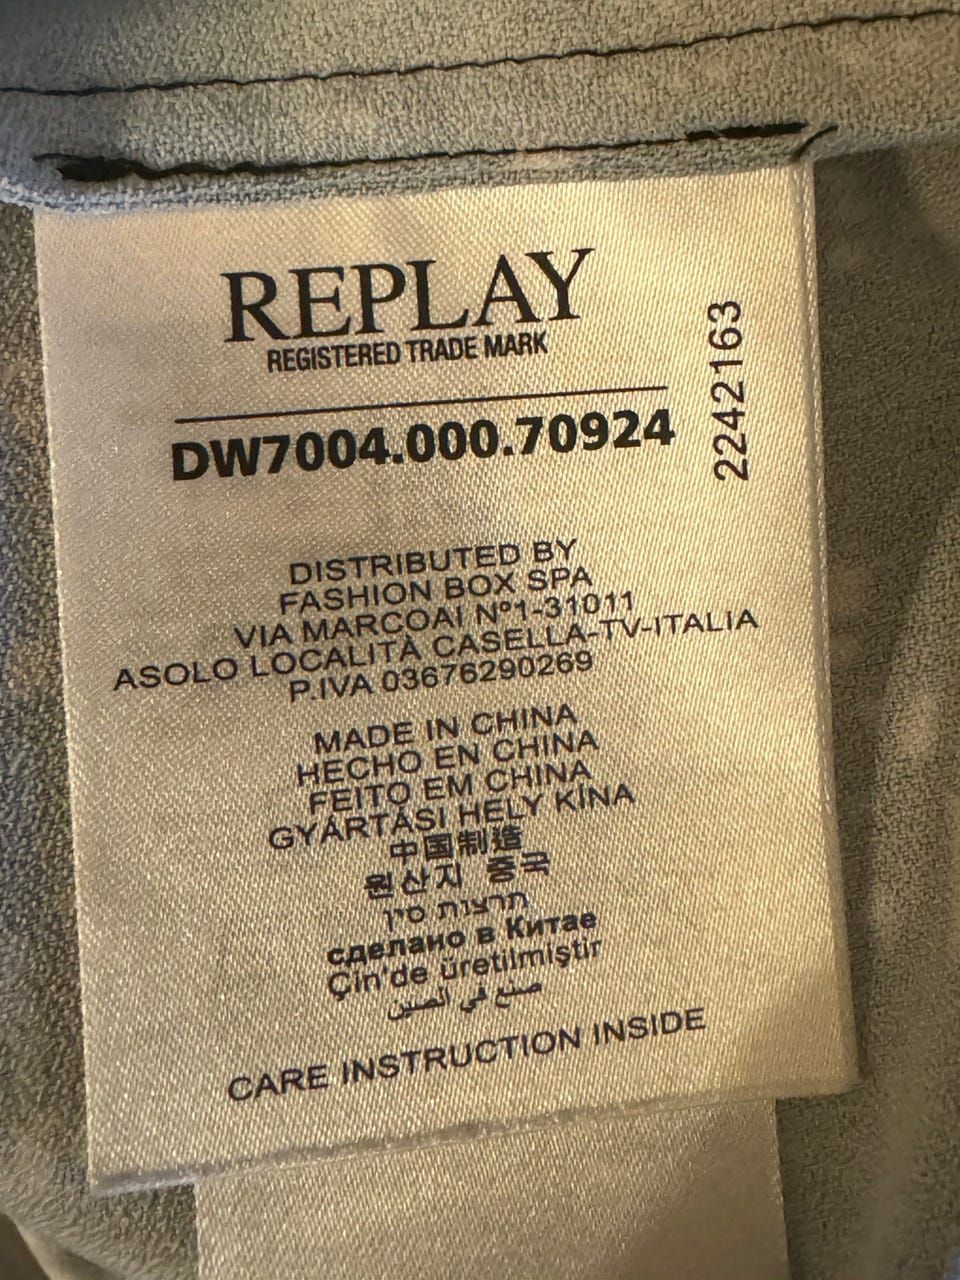 REPLAY
REGISTERED TRADE MARK
2242163
DW7004.000.70924
DISTRIBUTED BY
FASHION BOX SPA
VIA MARCOAI Nº1-31011
ASOLO LOCALITÀ CASELLA-TV-ITALIA
P.IVA 03676290269
MADE IN CHINA
HECHO EN CHINA
FEITO EM CHINA
GYÁRTÁSI HELY KÍNA
中国制造
원산지 중국
תרצות סין
сделано в Китае
Çin'de üretilmiştir
صنع في الصين
CARE INSTRUCTION INSIDE